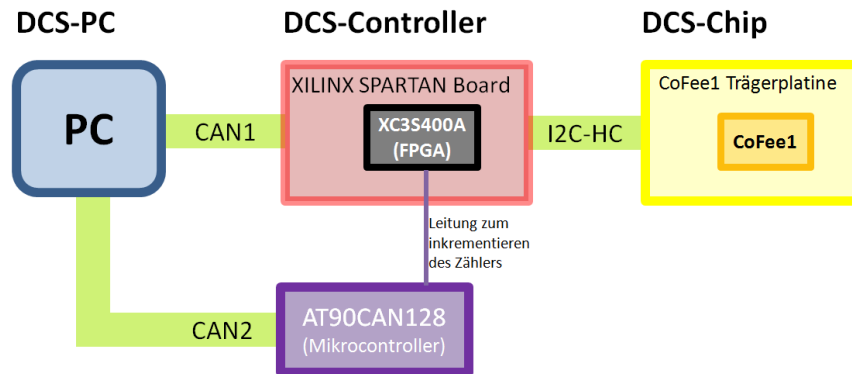 DCS-PC
DCS-Controller
DCS-Chip
XILINX SPARTAN Board
CoFee1 Trägerplatine
PC
CAN1
XC3S400A
(FPGA)
I2C-HC
CoFee1
Leitung zum
inkrementieren
des Zählers
CAN2
AT90CAN128
(Mikrocontroller)